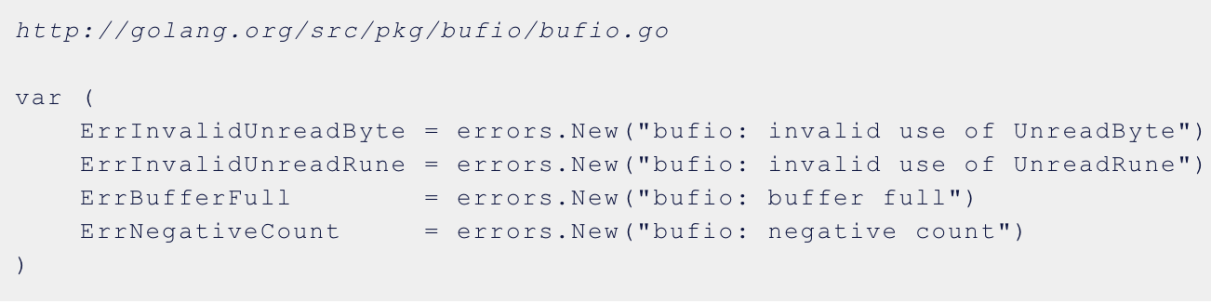 http://golang.org/src/pkg/bufio/bufio.go
var (
    ErrInvalidUnreadByte = errors.New("bufio: invalid use of UnreadByte")
    ErrInvalidUnreadRune = errors.New("bufio: invalid use of UnreadRune")
    ErrBufferFull        = errors.New("bufio: buffer full")
    ErrNegativeCount     = errors.New("bufio: negative count")
)